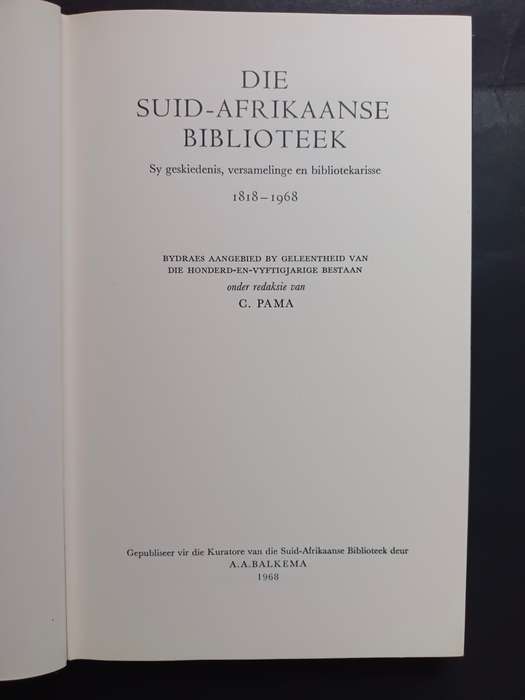 DIE
SUID-AFRIKAANSE
BIBLIOTEEK
Sy geskiedenis, versamelinge en bibliotekarisse
1818–1968
BYDRAES AANGEBIED BY GELEENTHEID VAN
DIE HONDERD-EN-VYFTIGJARIGE BESTAAN
onder redaksie van
C. PAMA
Gepubliseer vir die Kuratore van die Suid-Afrikaanse Biblioteek deur
A.A.BALKEMA
1968